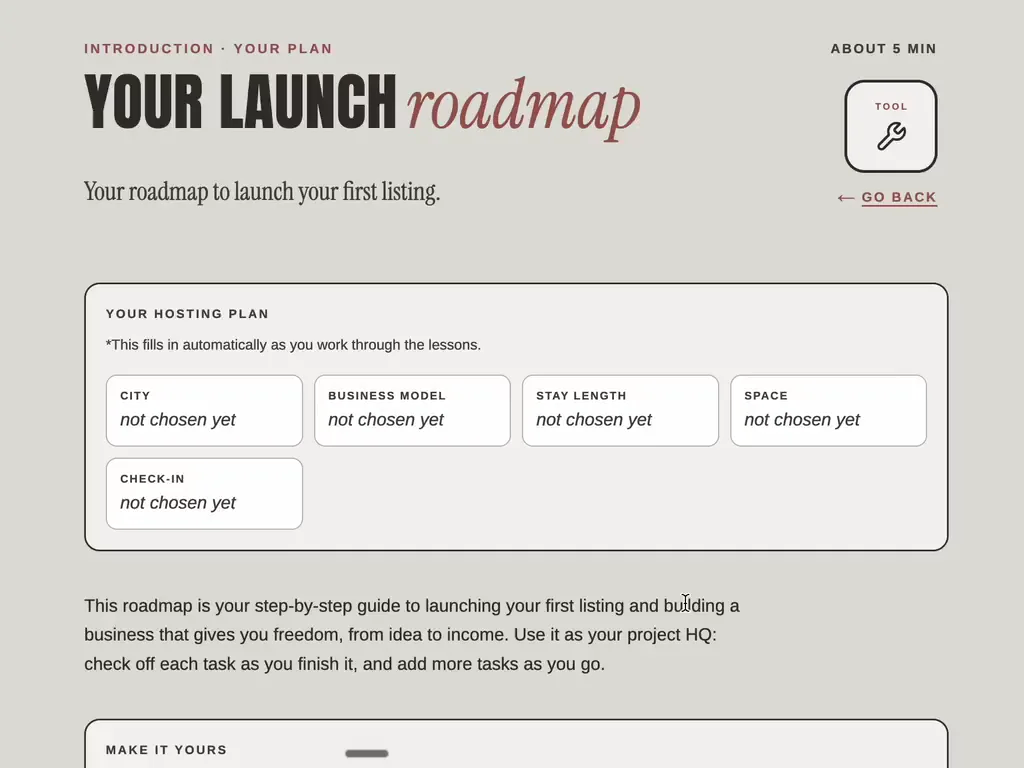 INTRODUCTION · YOUR PLAN
ABOUT 5 MIN
YOUR LAUNCH roadmap
TOOL
Your roadmap to launch your first listing.
← GO BACK
YOUR HOSTING PLAN
*This fills in automatically as you work through the lessons.
CITY
not chosen yet
BUSINESS MODEL
not chosen yet
STAY LENGTH
not chosen yet
SPACE
not chosen yet
CHECK-IN
not chosen yet
This roadmap is your step-by-step guide to launching your first listing and building a
business that gives you freedom, from idea to income. Use it as your project HQ:
check off each task as you finish it, and add more tasks as you go.
MAKE IT YOURS